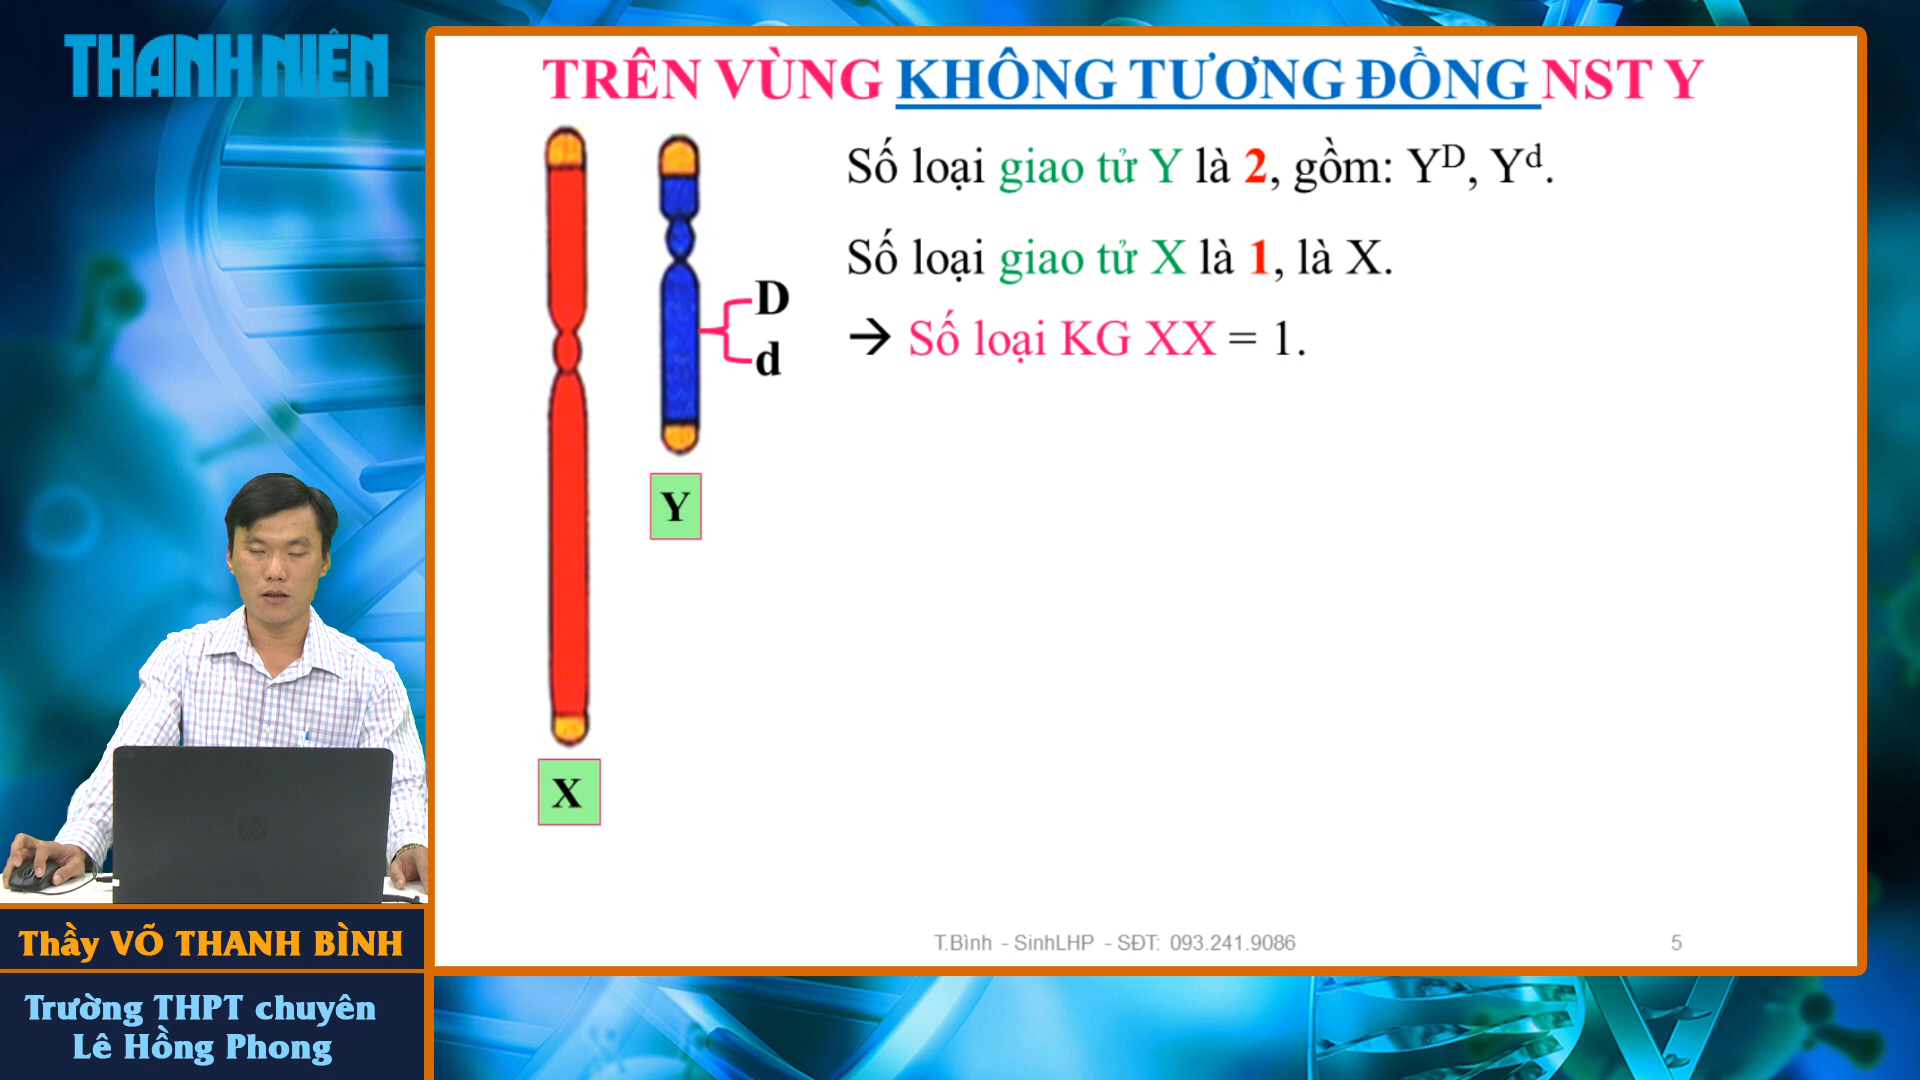 THANH NIÊN
TRÊN VÙNG KHÔNG TƯƠNG ĐỒNG NST Y
Số loại giao tử Y là 2, gồm: Yᴰ, Yᵈ.
Số loại giao tử X là 1, là X.
→ Số loại KG XX = 1.
D
d
Y
X
T.Bình - SinhLHP - SĐT: 093.241.9086
5
Thầy VÕ THANH BÌNH
Trường THPT chuyên
Lê Hồng Phong